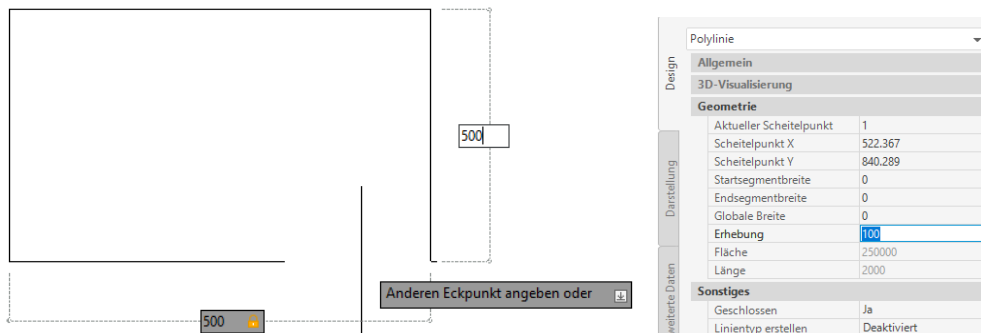 500
Anderen Eckpunkt angeben oder
500
Polylinie
Design
Darstellung
weiterte Daten
Allgemein
3D-Visualisierung
Geometrie
Aktueller Scheitelpunkt 1
Scheitelpunkt X 522.367
Scheitelpunkt Y 840.289
Startsegmentbreite 0
Endsegmentbreite 0
Globale Breite 0
Erhebung 100
Fläche 250000
Länge 2000
Sonstiges
Geschlossen Ja
Linientyp erstellen Deaktiviert